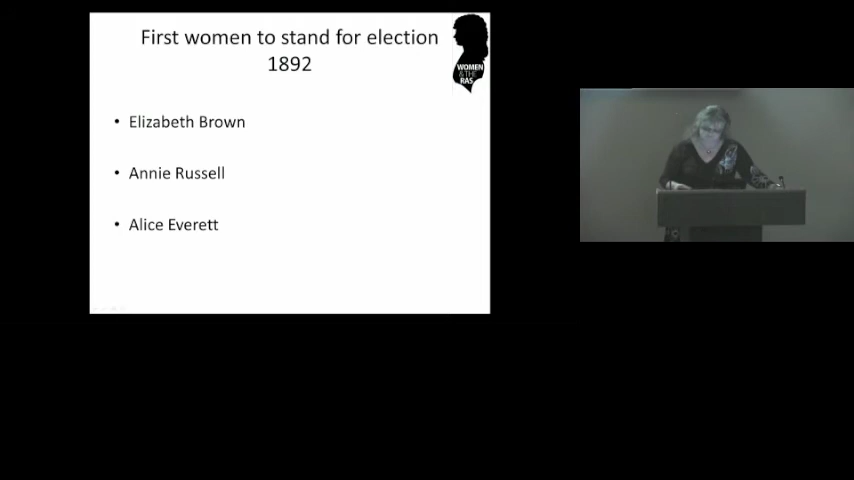 First women to stand for election
1892
WOMEN
& THE
RAS
• Elizabeth Brown
• Annie Russell
• Alice Everett